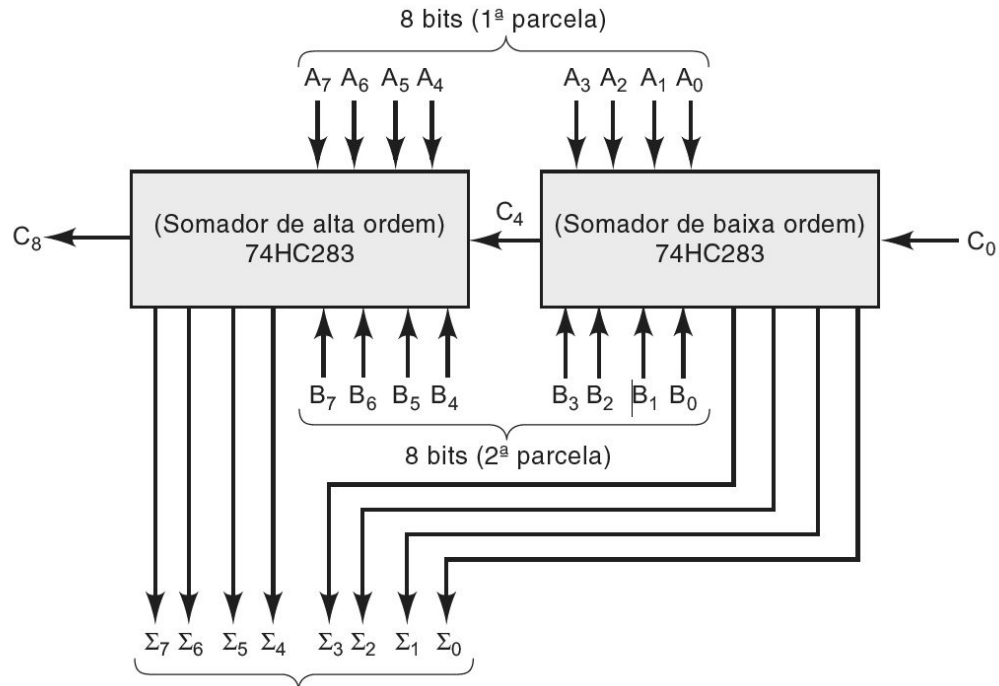 8 bits (1ª parcela)
A₇ A₆ A₅ A₄ A₃ A₂ A₁ A₀
C₈ (Somador de alta ordem) 74HC283 C₄ (Somador de baixa ordem) 74HC283 C₀
B₇ B₆ B₅ B₄ B₃ B₂ B₁ B₀
8 bits (2ª parcela)
Σ₇ Σ₆ Σ₅ Σ₄ Σ₃ Σ₂ Σ₁ Σ₀